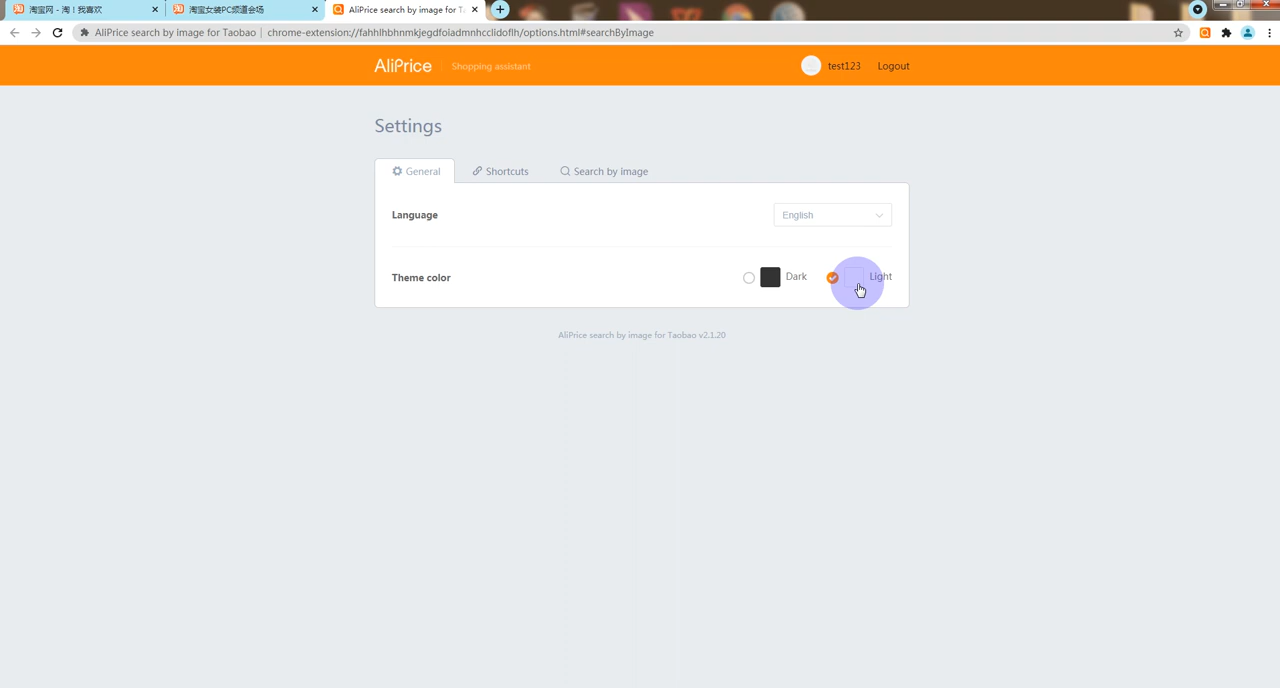 淘宝网 - 淘！我喜欢
淘宝女装PC频道会场
AliPrice search by image for T
AliPrice search by image for Taobao | chrome-extension://fahhlhbhnmkjegdfoiadmnhcclidoflh/options.html#searchByImage
AliPrice | Shopping assistant
test123
Logout
Settings
General
Shortcuts
Search by image
Language
English
Theme color
Dark
Light
AliPrice search by image for Taobao v2.1.20